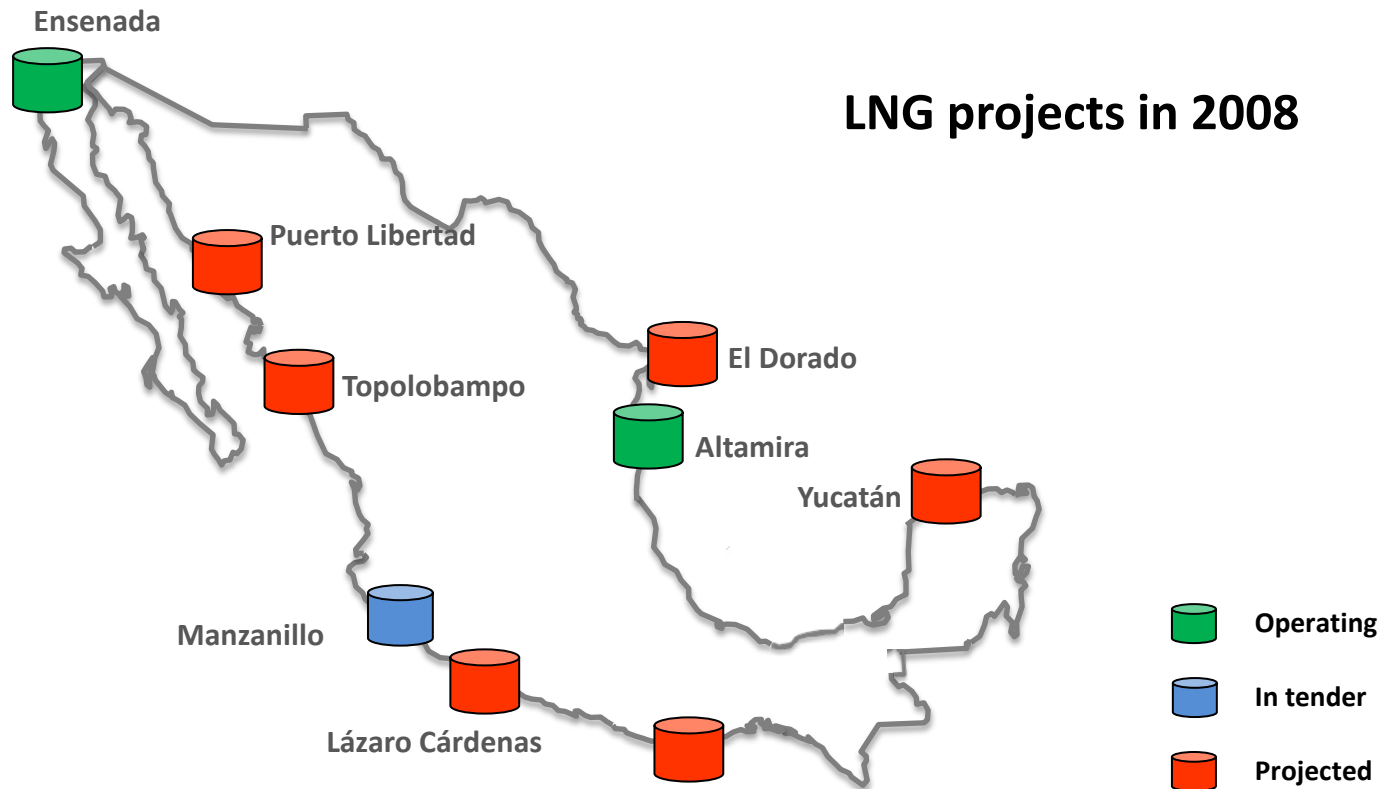 Ensenada
LNG projects in 2008
Puerto Libertad
El Dorado
Topolobampo
Altamira
Yucatán
Manzanillo
Lázaro Cárdenas
Operating
In tender
Projected